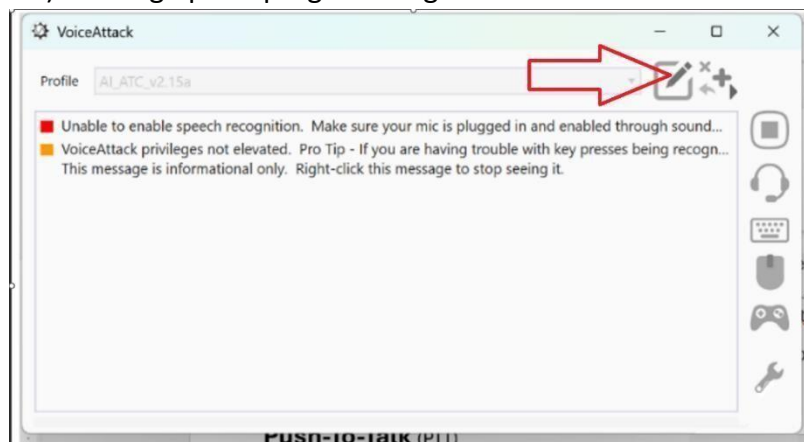 VoiceAttack
Profile AI_ATC_v2.15a
Unable to enable speech recognition. Make sure your mic is plugged in and enabled through sound...
VoiceAttack privileges not elevated. Pro Tip - If you are having trouble with key presses being recogn...
This message is informational only. Right-click this message to stop seeing it.
Push-To-Talk (PTT)